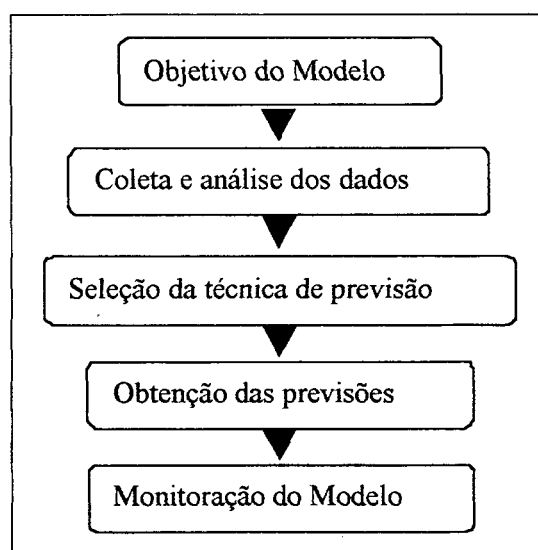 Objetivo do Modelo
Coleta e análise dos dados
Seleção da técnica de previsão
Obtenção das previsões
Monitoração do Modelo